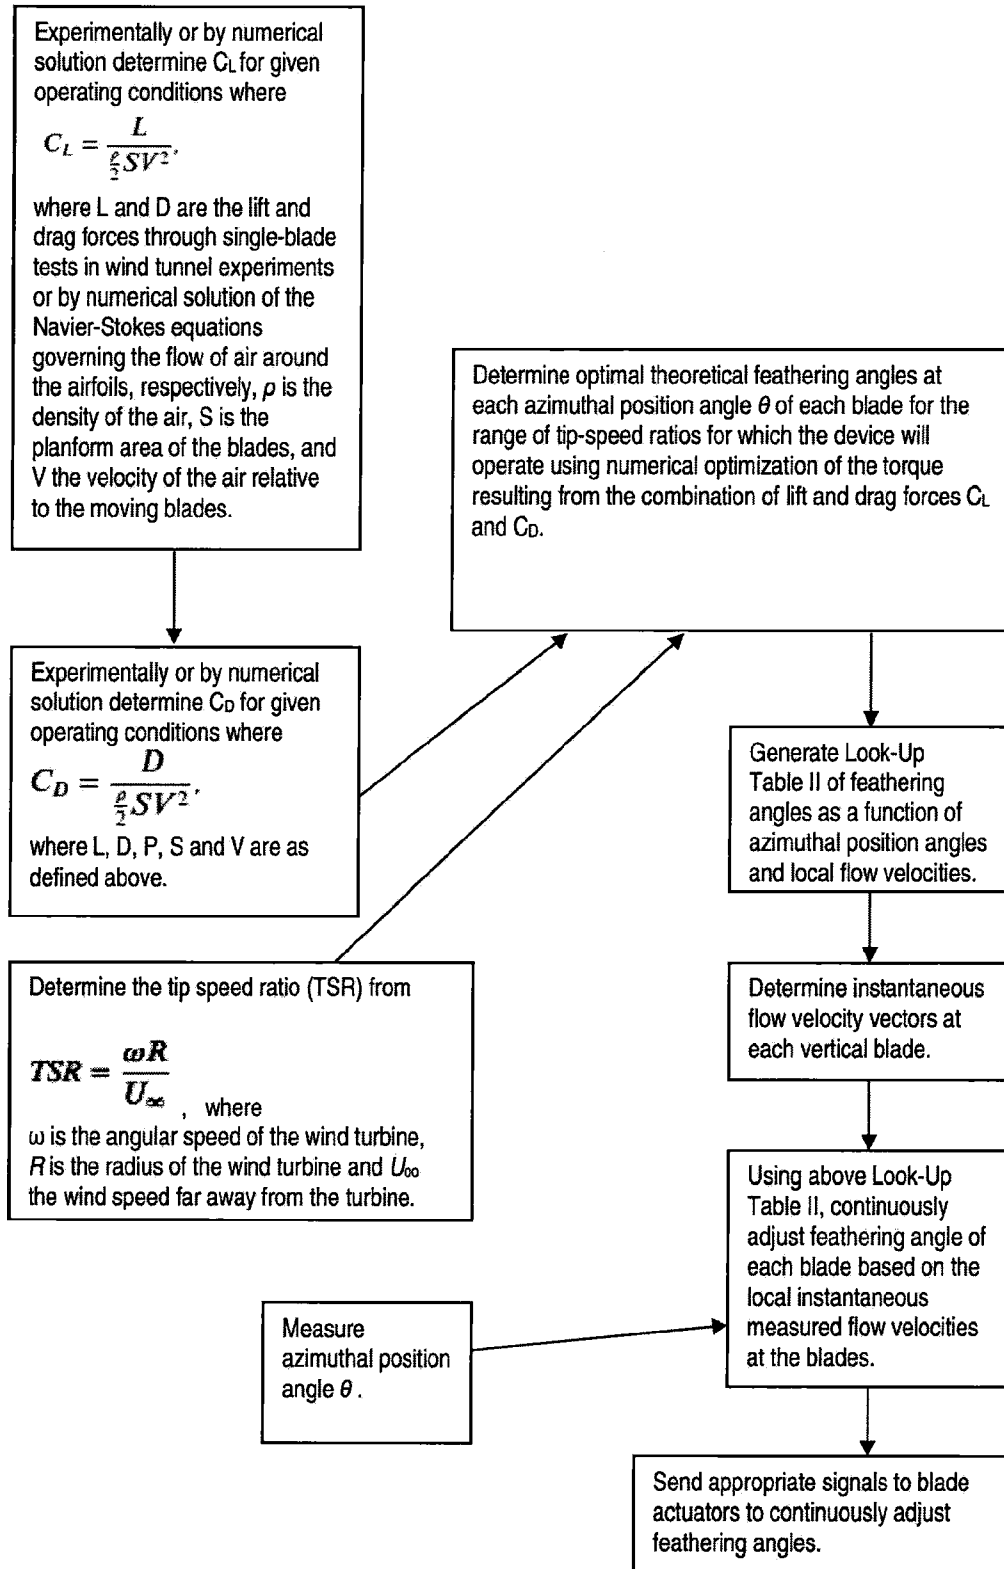 Experimentally or by numerical
solution determine CL for given
operating conditions where
C_L = L / (ρ/2 SV²),
where L and D are the lift and
drag forces through single-blade
tests in wind tunnel experiments
or by numerical solution of the
Navier-Stokes equations
governing the flow of air around
the airfoils, respectively, ρ is the
density of the air, S is the
planform area of the blades, and
V the velocity of the air relative
to the moving blades.
Experimentally or by numerical
solution determine CD for given
operating conditions where
C_D = D / (ρ/2 SV²),
where L, D, P, S and V are as
defined above.
Determine the tip speed ratio (TSR) from
TSR = ωR / U∞ , where
ω is the angular speed of the wind turbine,
R is the radius of the wind turbine and U∞
the wind speed far away from the turbine.
Determine optimal theoretical feathering angles at
each azimuthal position angle θ of each blade for the
range of tip-speed ratios for which the device will
operate using numerical optimization of the torque
resulting from the combination of lift and drag forces CL
and CD.
Generate Look-Up
Table II of feathering
angles as a function of
azimuthal position angles
and local flow velocities.
Determine instantaneous
flow velocity vectors at
each vertical blade.
Using above Look-Up
Table II, continuously
adjust feathering angle of
each blade based on the
local instantaneous
measured flow velocities
at the blades.
Measure
azimuthal position
angle θ .
Send appropriate signals to blade
actuators to continuously adjust
feathering angles.